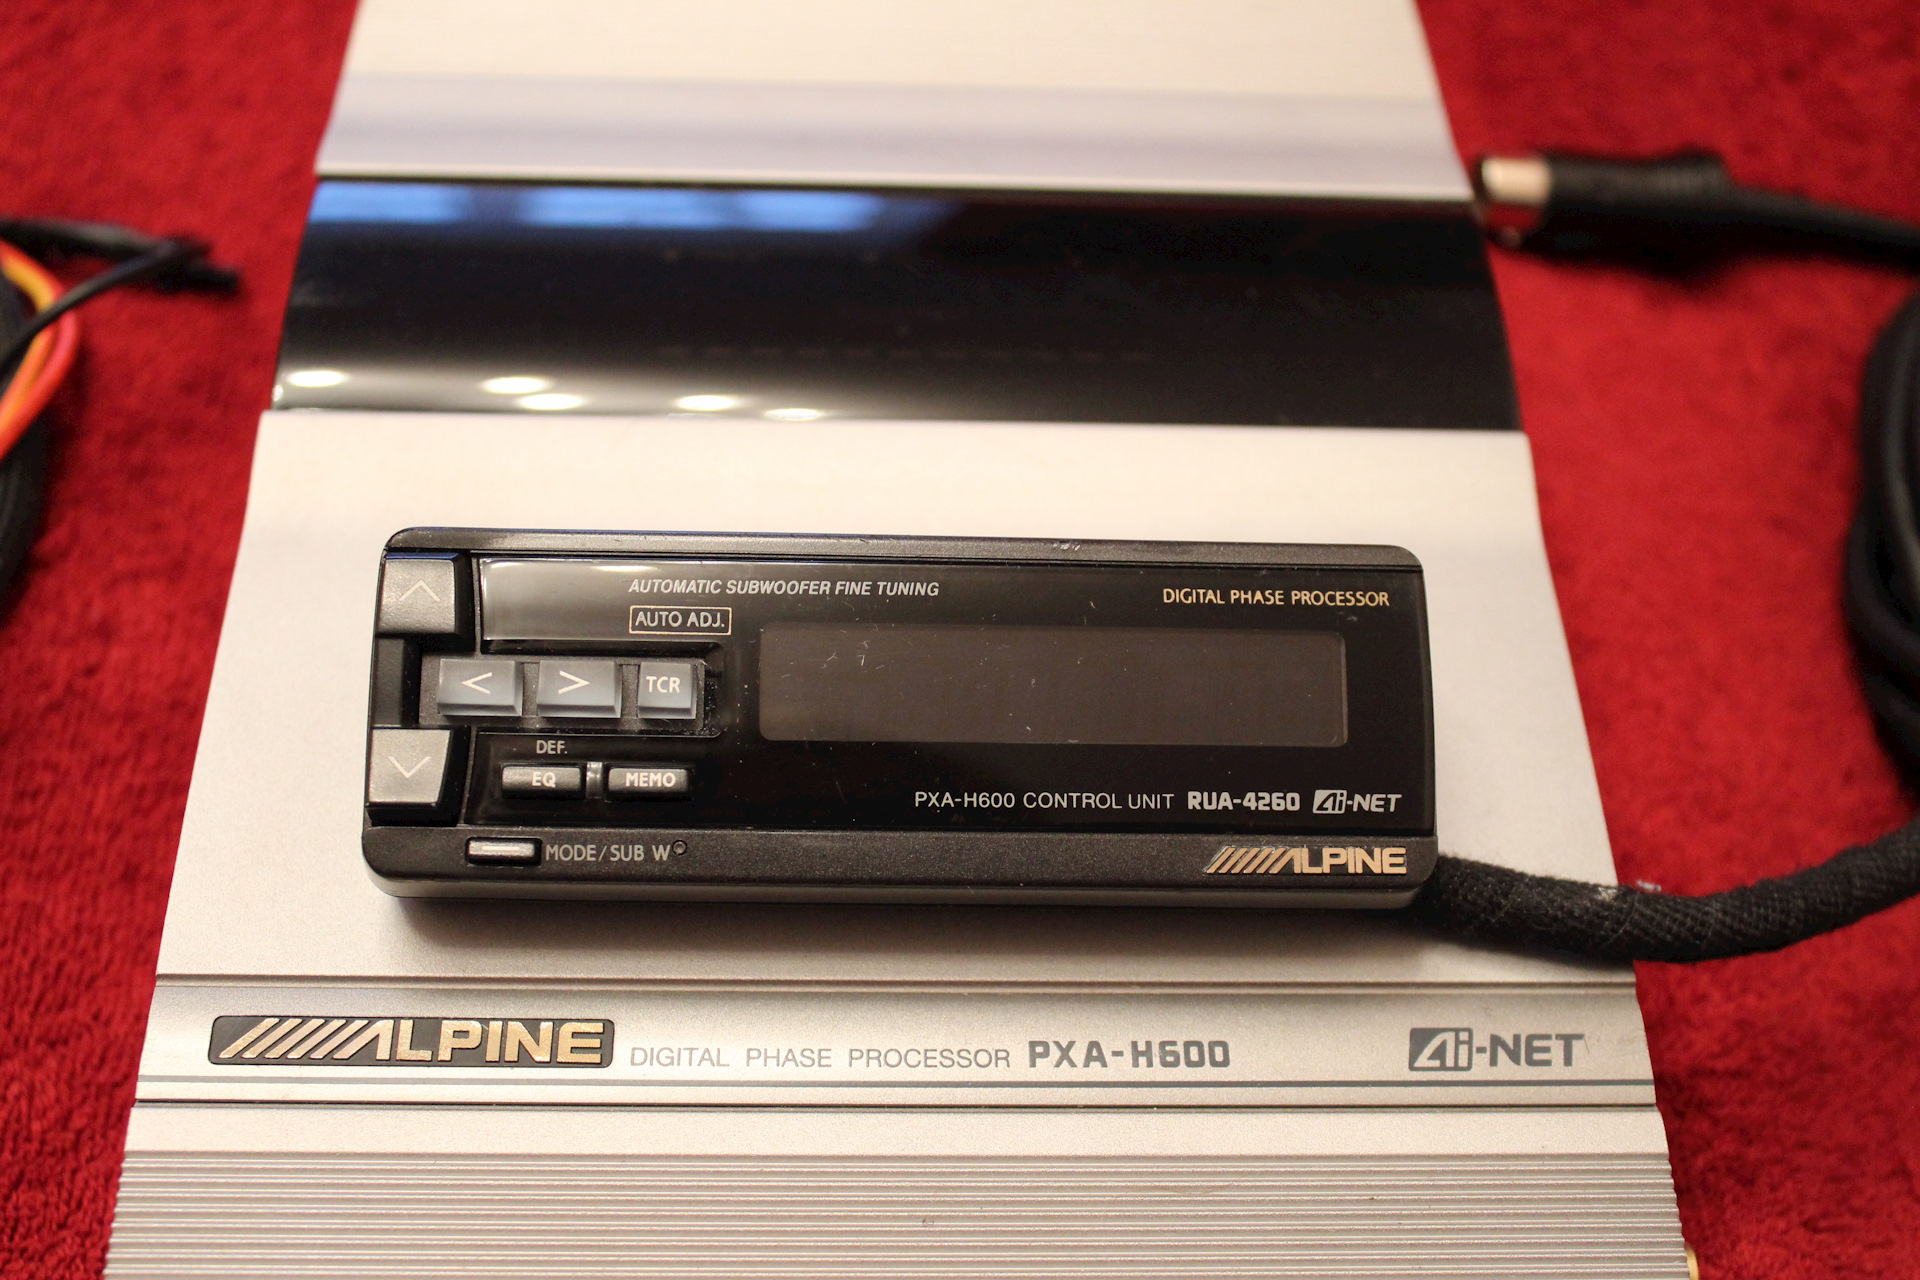 AUTOMATIC SUBWOOFER FINE TUNING
DIGITAL PHASE PROCESSOR
AUTO ADJ.
< > TCR
DEF.
EQ MEMO
PXA-H600 CONTROL UNIT RUA-4260 Ai-NET
MODE/SUB W
ALPINE
ALPINE DIGITAL PHASE PROCESSOR PXA-H600 Ai-NET